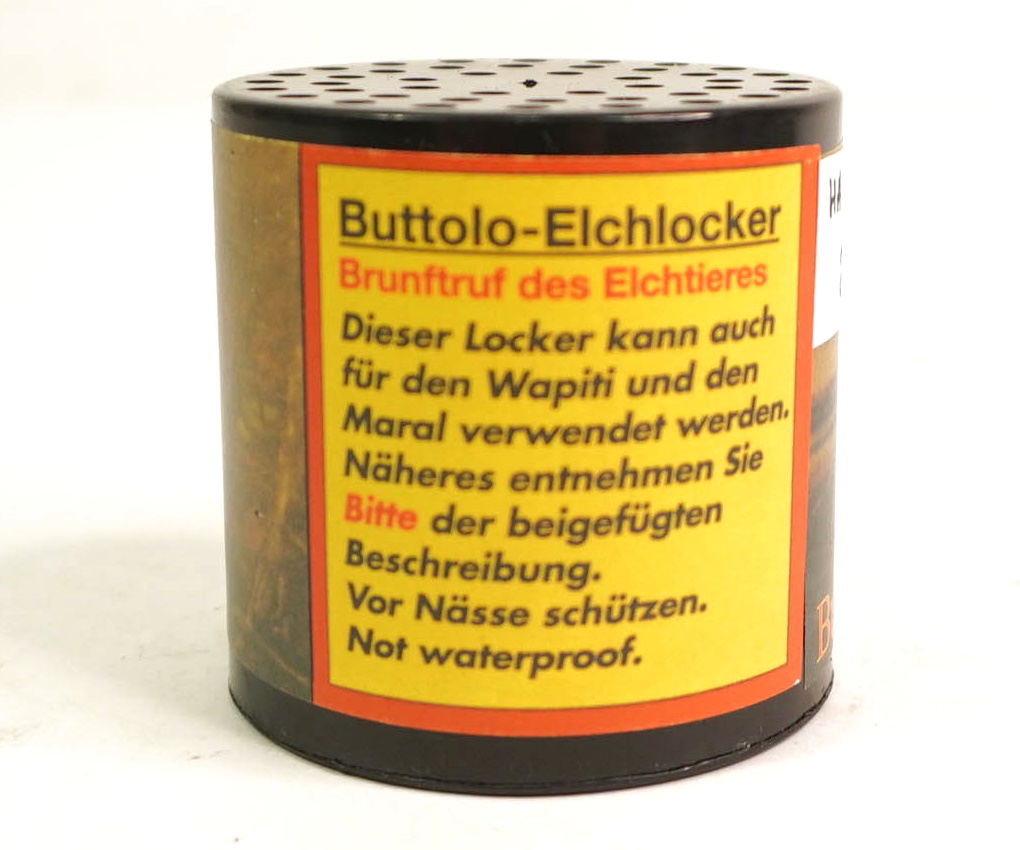 Buttolo-Elchlocker
Brunftruf des Elchtieres
Dieser Locker kann auch
für den Wapiti und den
Maral verwendet werden.
Näheres entnehmen Sie
Bitte der beigefügten
Beschreibung.
Vor Nässe schützen.
Not waterproof.